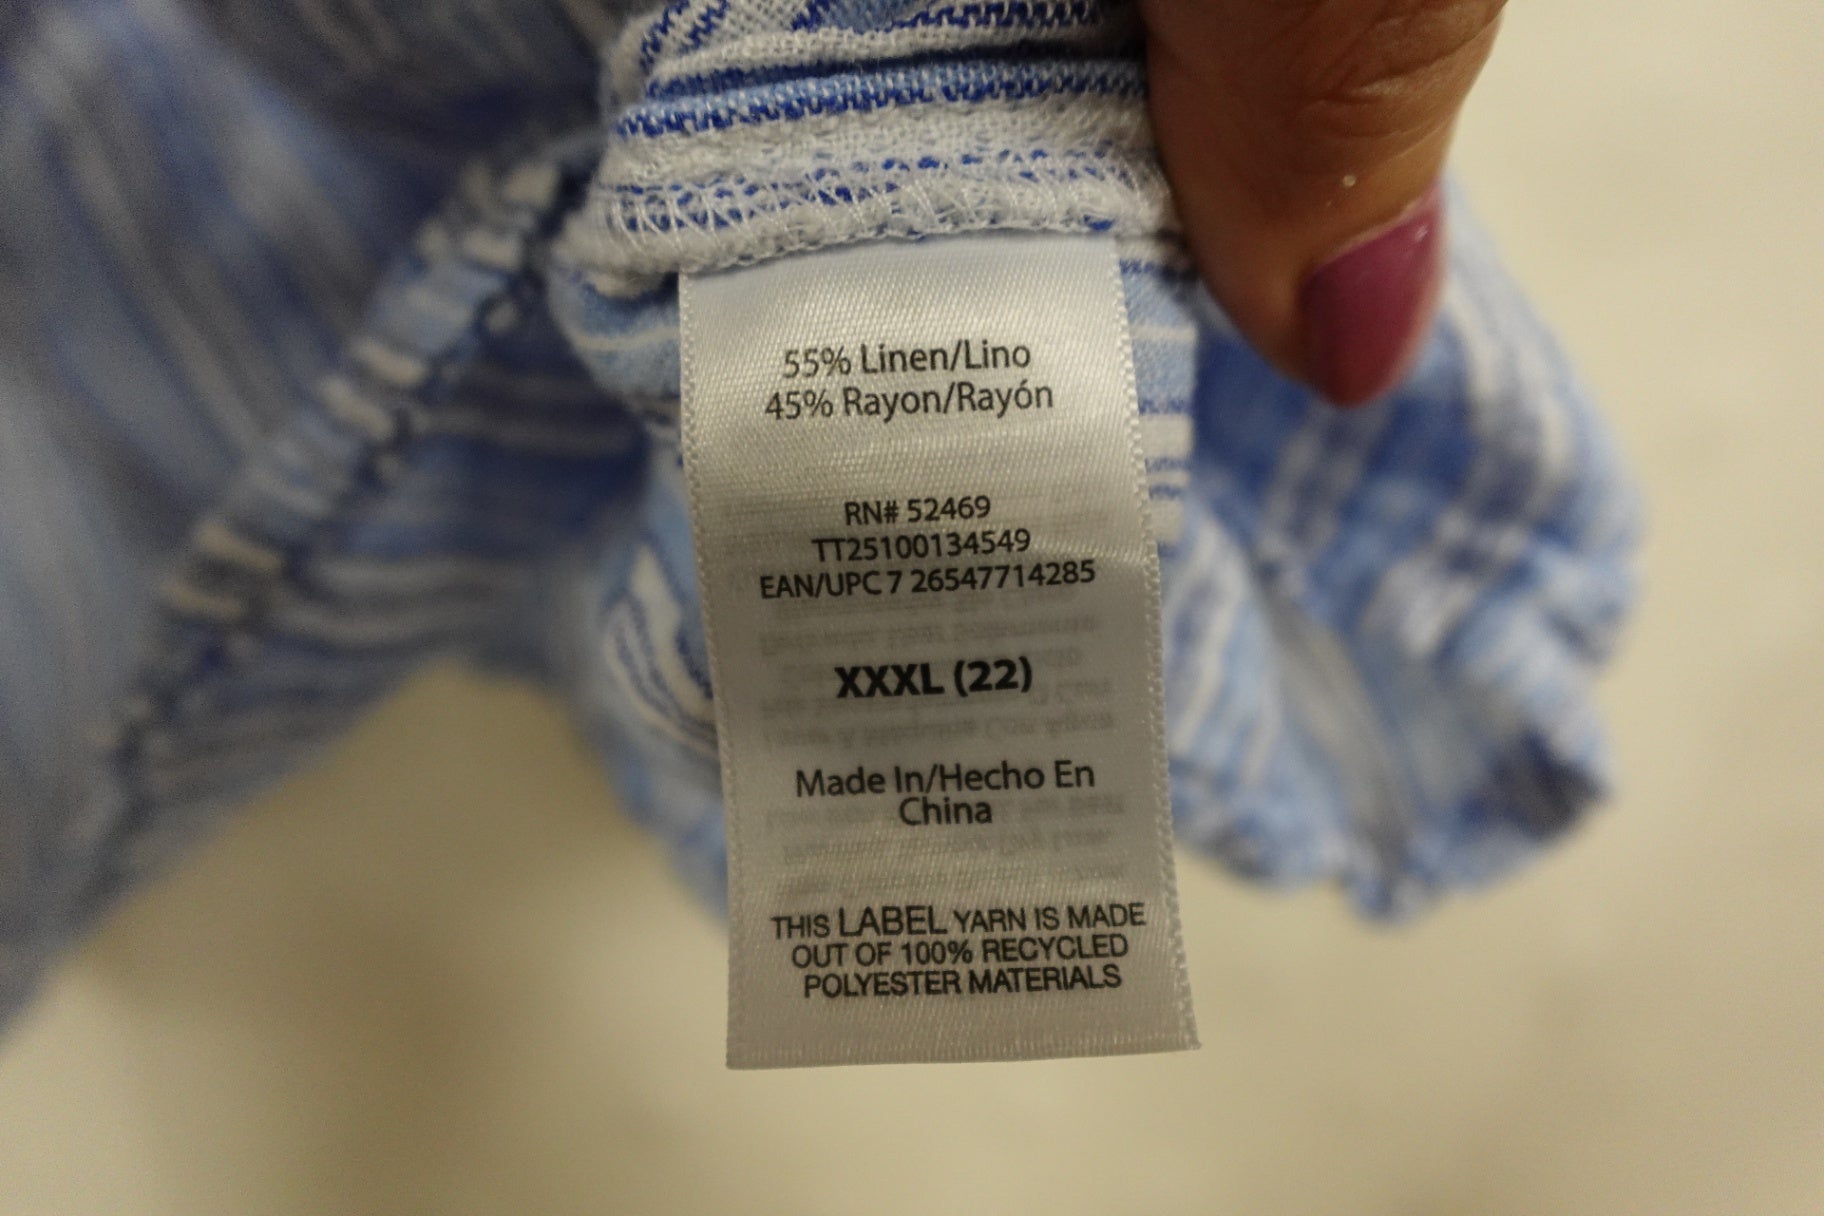 55% Linen/Lino
45% Rayon/Rayón
RN# 52469
TT25100134549
EAN/UPC 7 26547714285
XXXL (22)
Made In/Hecho En
China
THIS LABEL YARN IS MADE
OUT OF 100% RECYCLED
POLYESTER MATERIALS